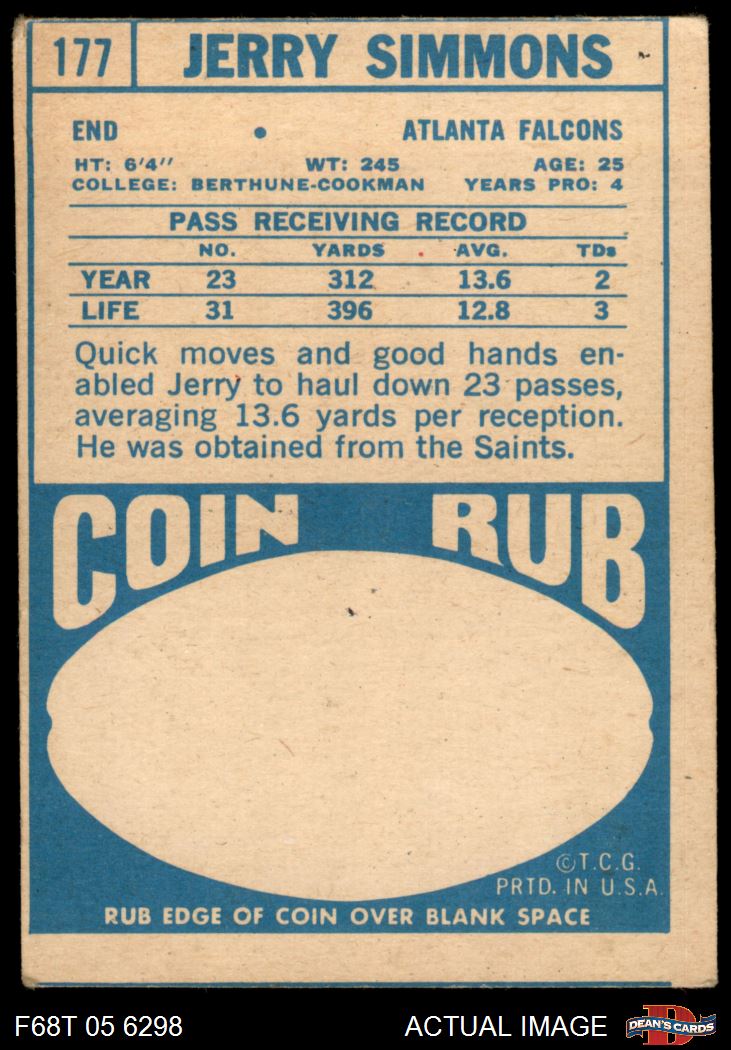 177 JERRY SIMMONS
END • ATLANTA FALCONS
HT: 6'4'' WT: 245 AGE: 25
COLLEGE: BERTHUNE-COOKMAN YEARS PRO: 4
PASS RECEIVING RECORD
NO. YARDS AVG. TDs
YEAR 23 312 13.6 2
LIFE 31 396 12.8 3
Quick moves and good hands en-
abled Jerry to haul down 23 passes,
averaging 13.6 yards per reception.
He was obtained from the Saints.
COIN RUB
©T.C.G.
PRTD. IN U.S.A.
RUB EDGE OF COIN OVER BLANK SPACE
F68T 05 6298 ACTUAL IMAGE D DEAN'S CARDS